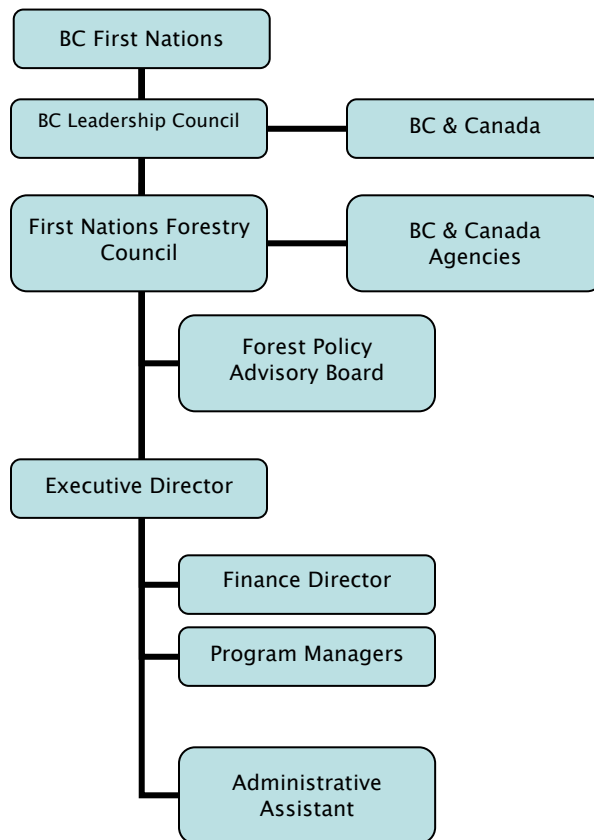 BC First Nations
BC Leadership Council
BC & Canada
First Nations Forestry
Council
BC & Canada
Agencies
Forest Policy
Advisory Board
Executive Director
Finance Director
Program Managers
Administrative
Assistant